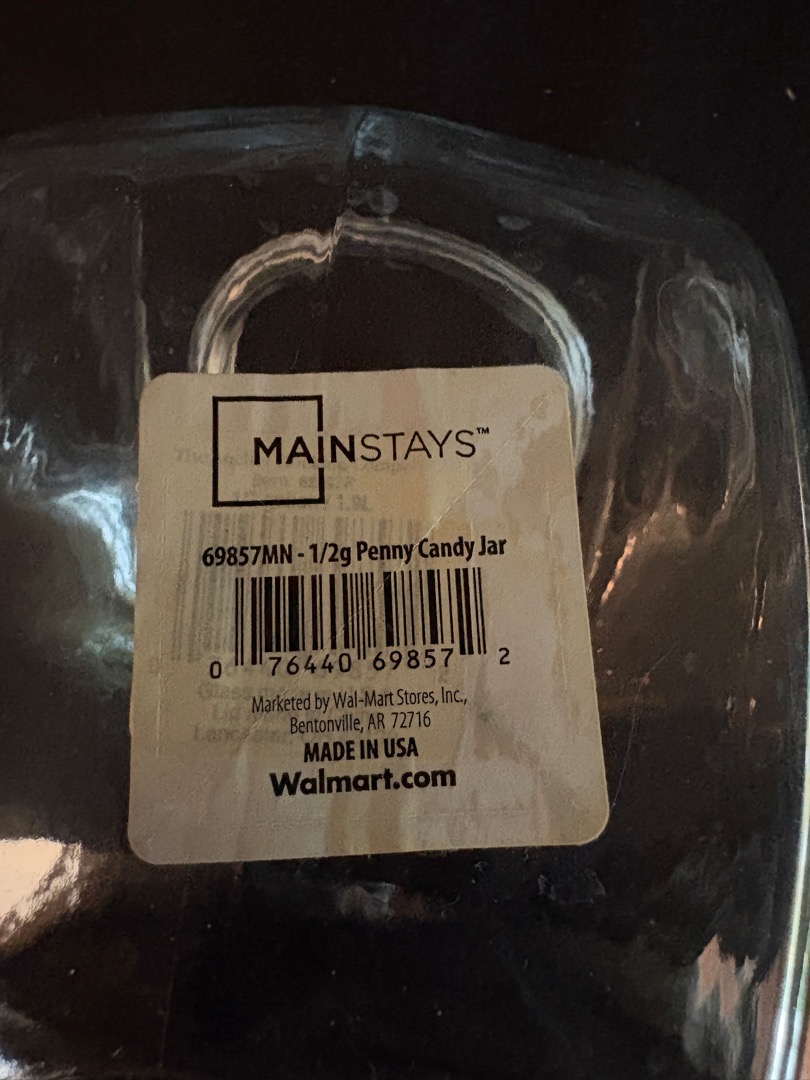 MAINSTAYS™
69857MN - 1/2g Penny Candy Jar
0 76440 69857 2
Marketed by Wal-Mart Stores, Inc.,
Bentonville, AR 72716
MADE IN USA
Walmart.com